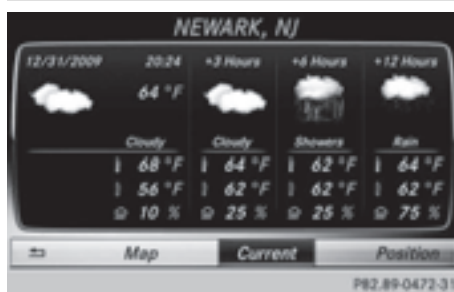 NEWARK, NJ
12/31/2009 20:24 +3 Hours +6 Hours +12 Hours
64 °F
Cloudy Cloudy Showers Rain
68 °F 64 °F 62 °F 64 °F
56 °F 62 °F 62 °F 62 °F
10 % 25 % 25 % 75 %
Map Current Position
P82.89-0472-31